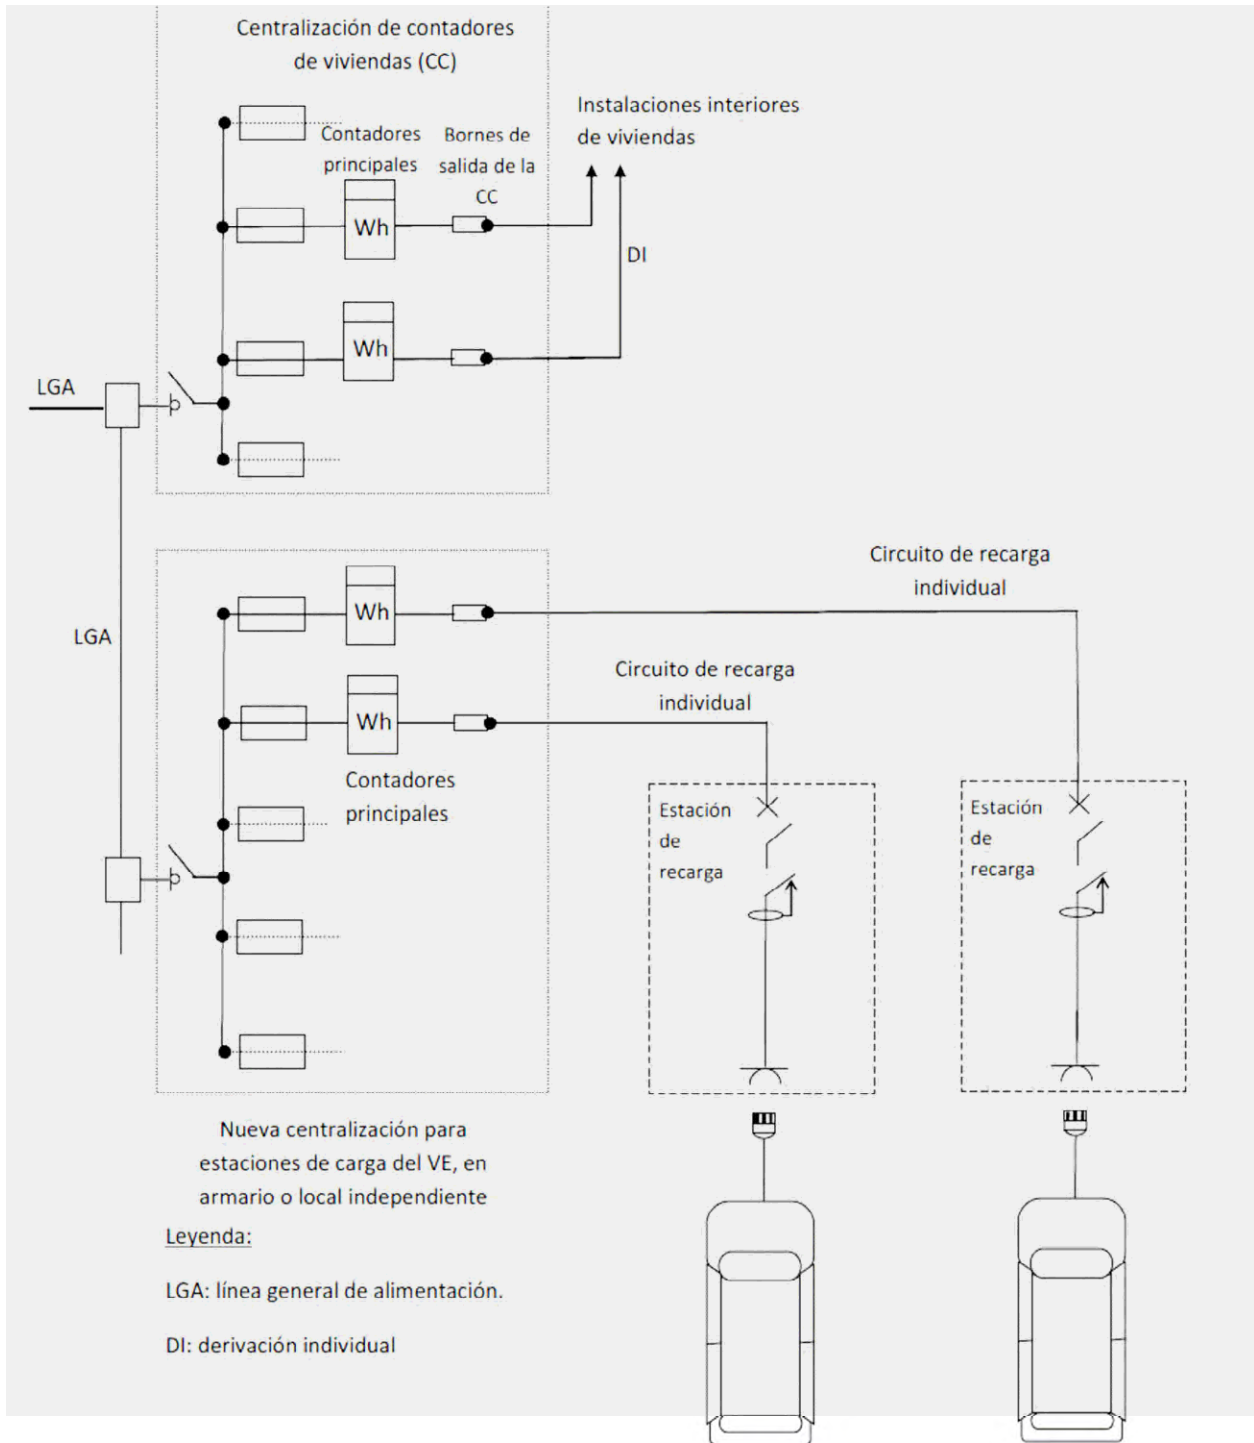 Centralización de contadores
de viviendas (CC)
Instalaciones interiores
de viviendas
Contadores
principales
Bornes de
salida de la
CC
Wh
DI
Wh
LGA
Circuito de recarga
individual
Wh
LGA
Circuito de recarga
individual
Wh
Contadores
principales
Estación
de
recarga
Estación
de
recarga
Nueva centralización para
estaciones de carga del VE, en
armario o local independiente
Leyenda:
LGA: línea general de alimentación.
DI: derivación individual